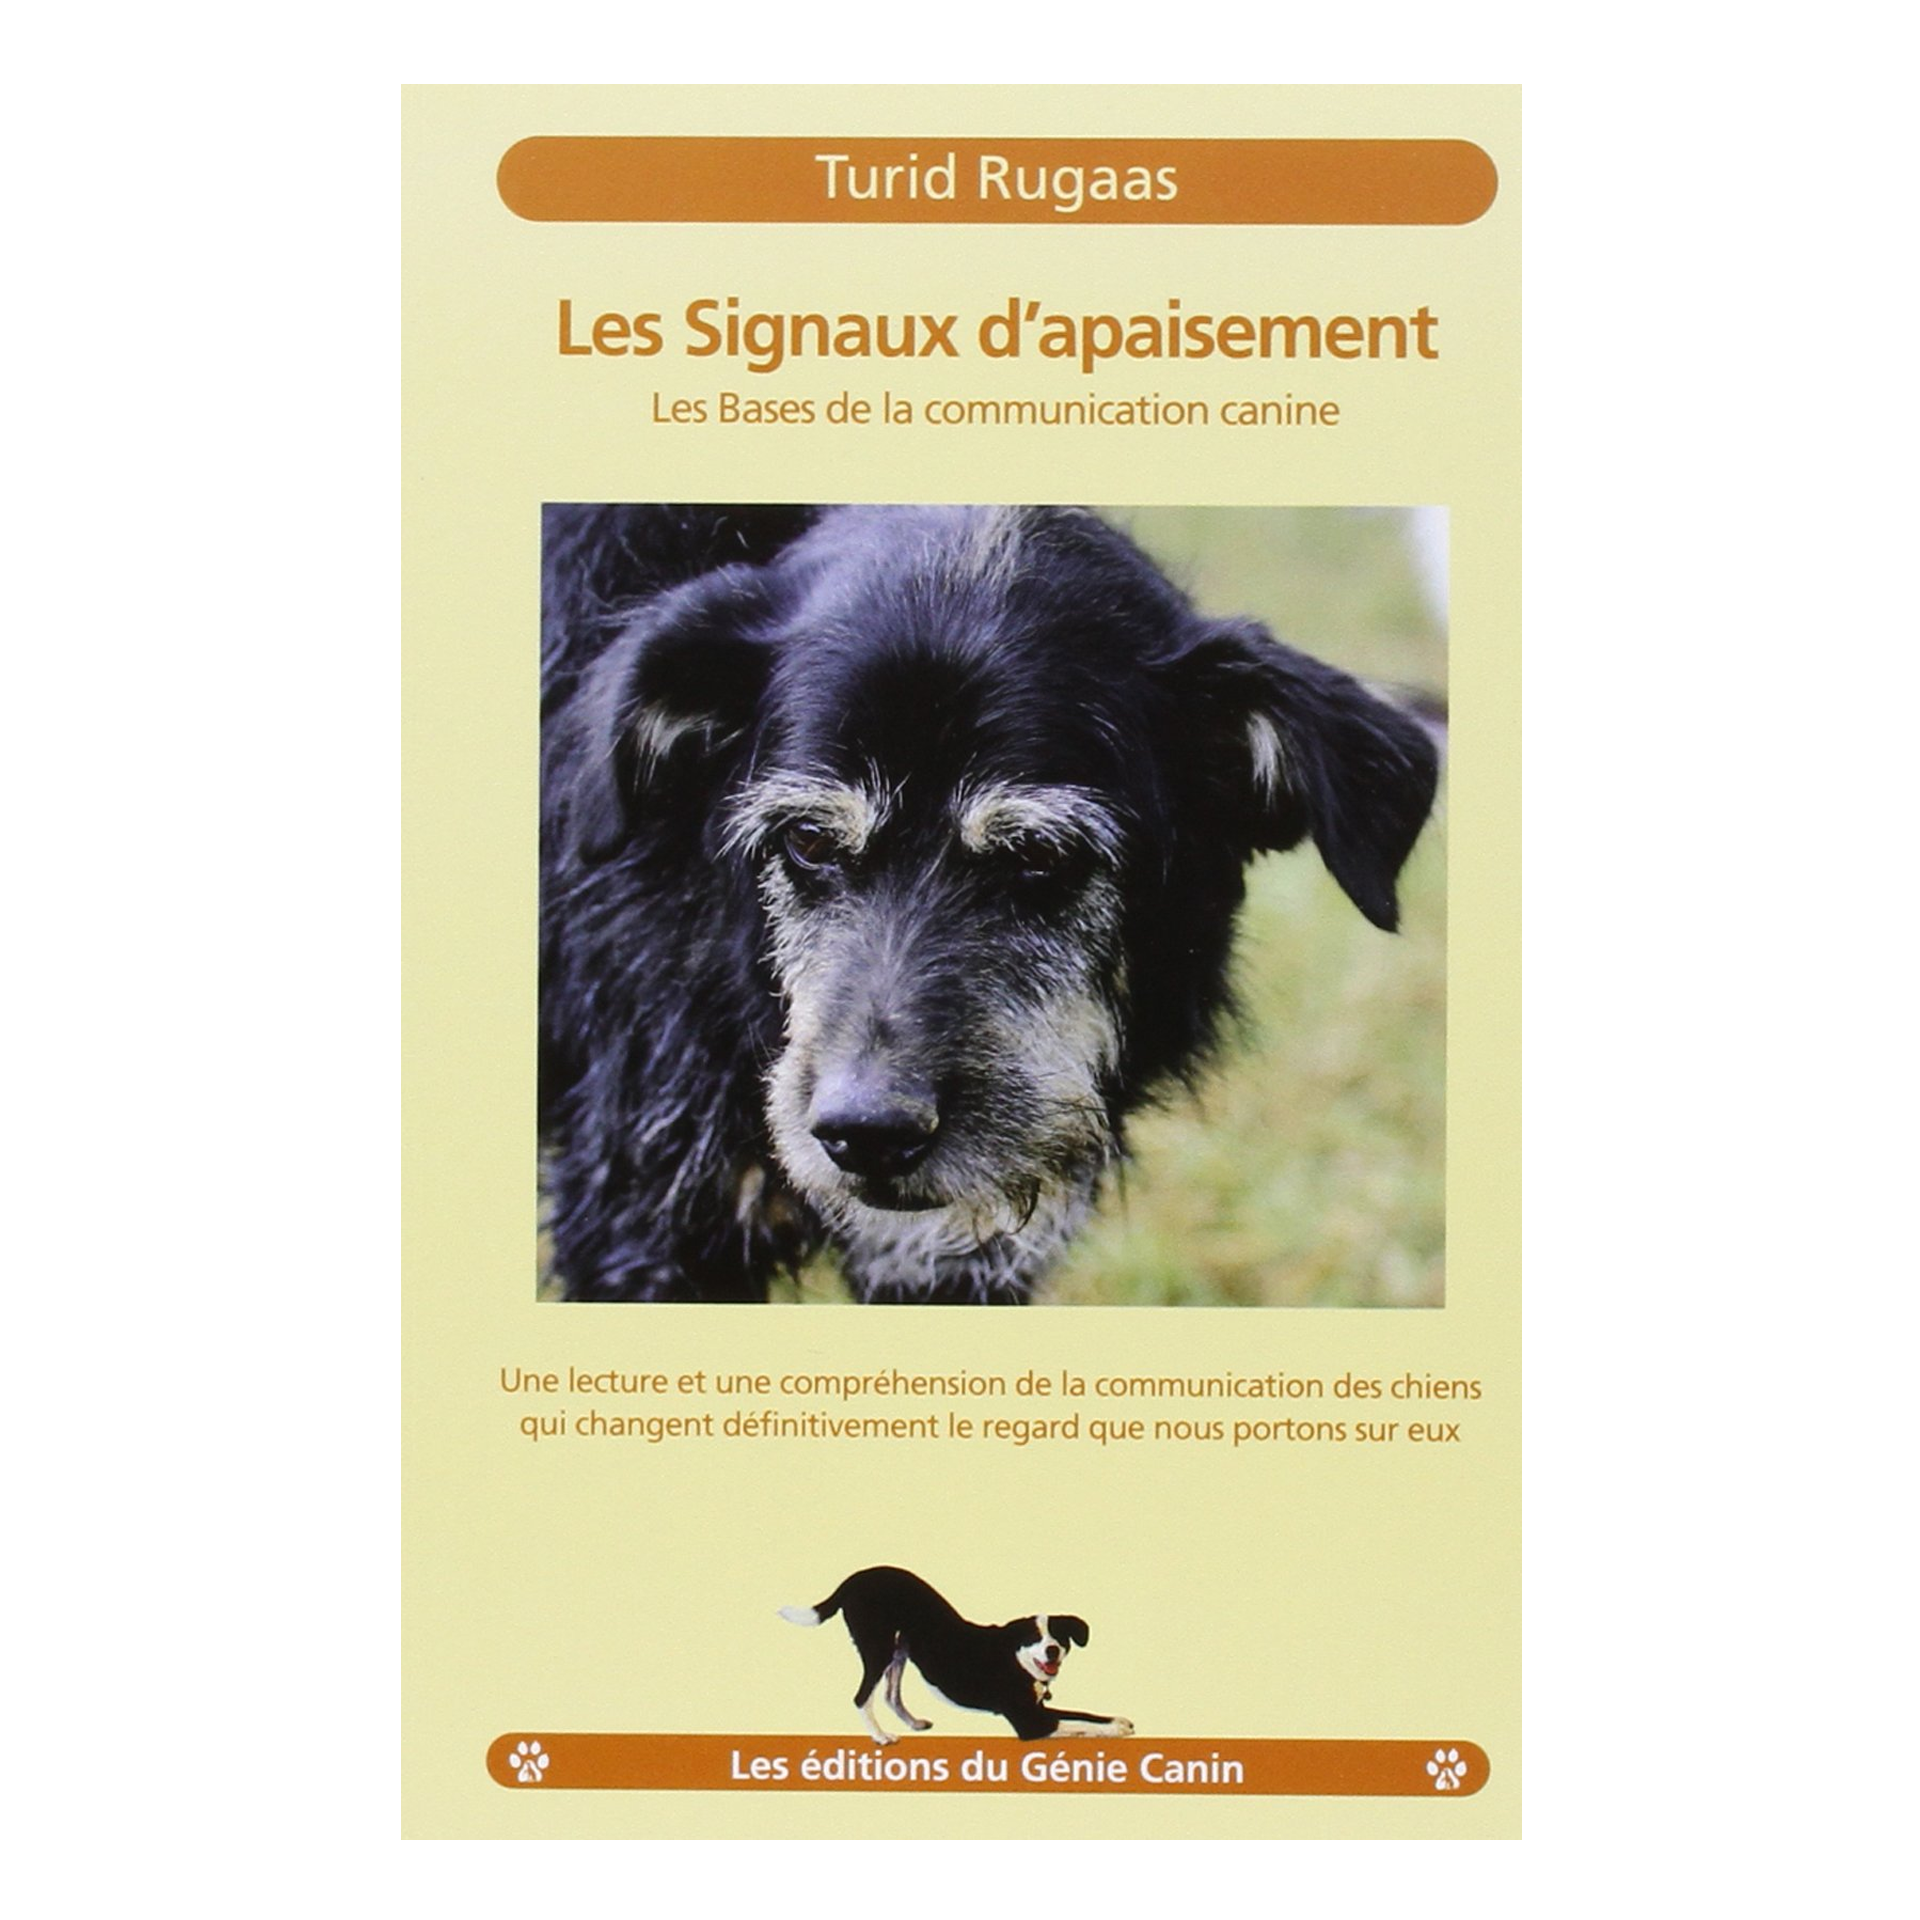 Turid Rugaas
Les Signaux d'apaisement
Les Bases de la communication canine
Une lecture et une compréhension de la communication des chiens
qui changent définitivement le regard que nous portons sur eux
Les éditions du Génie Canin